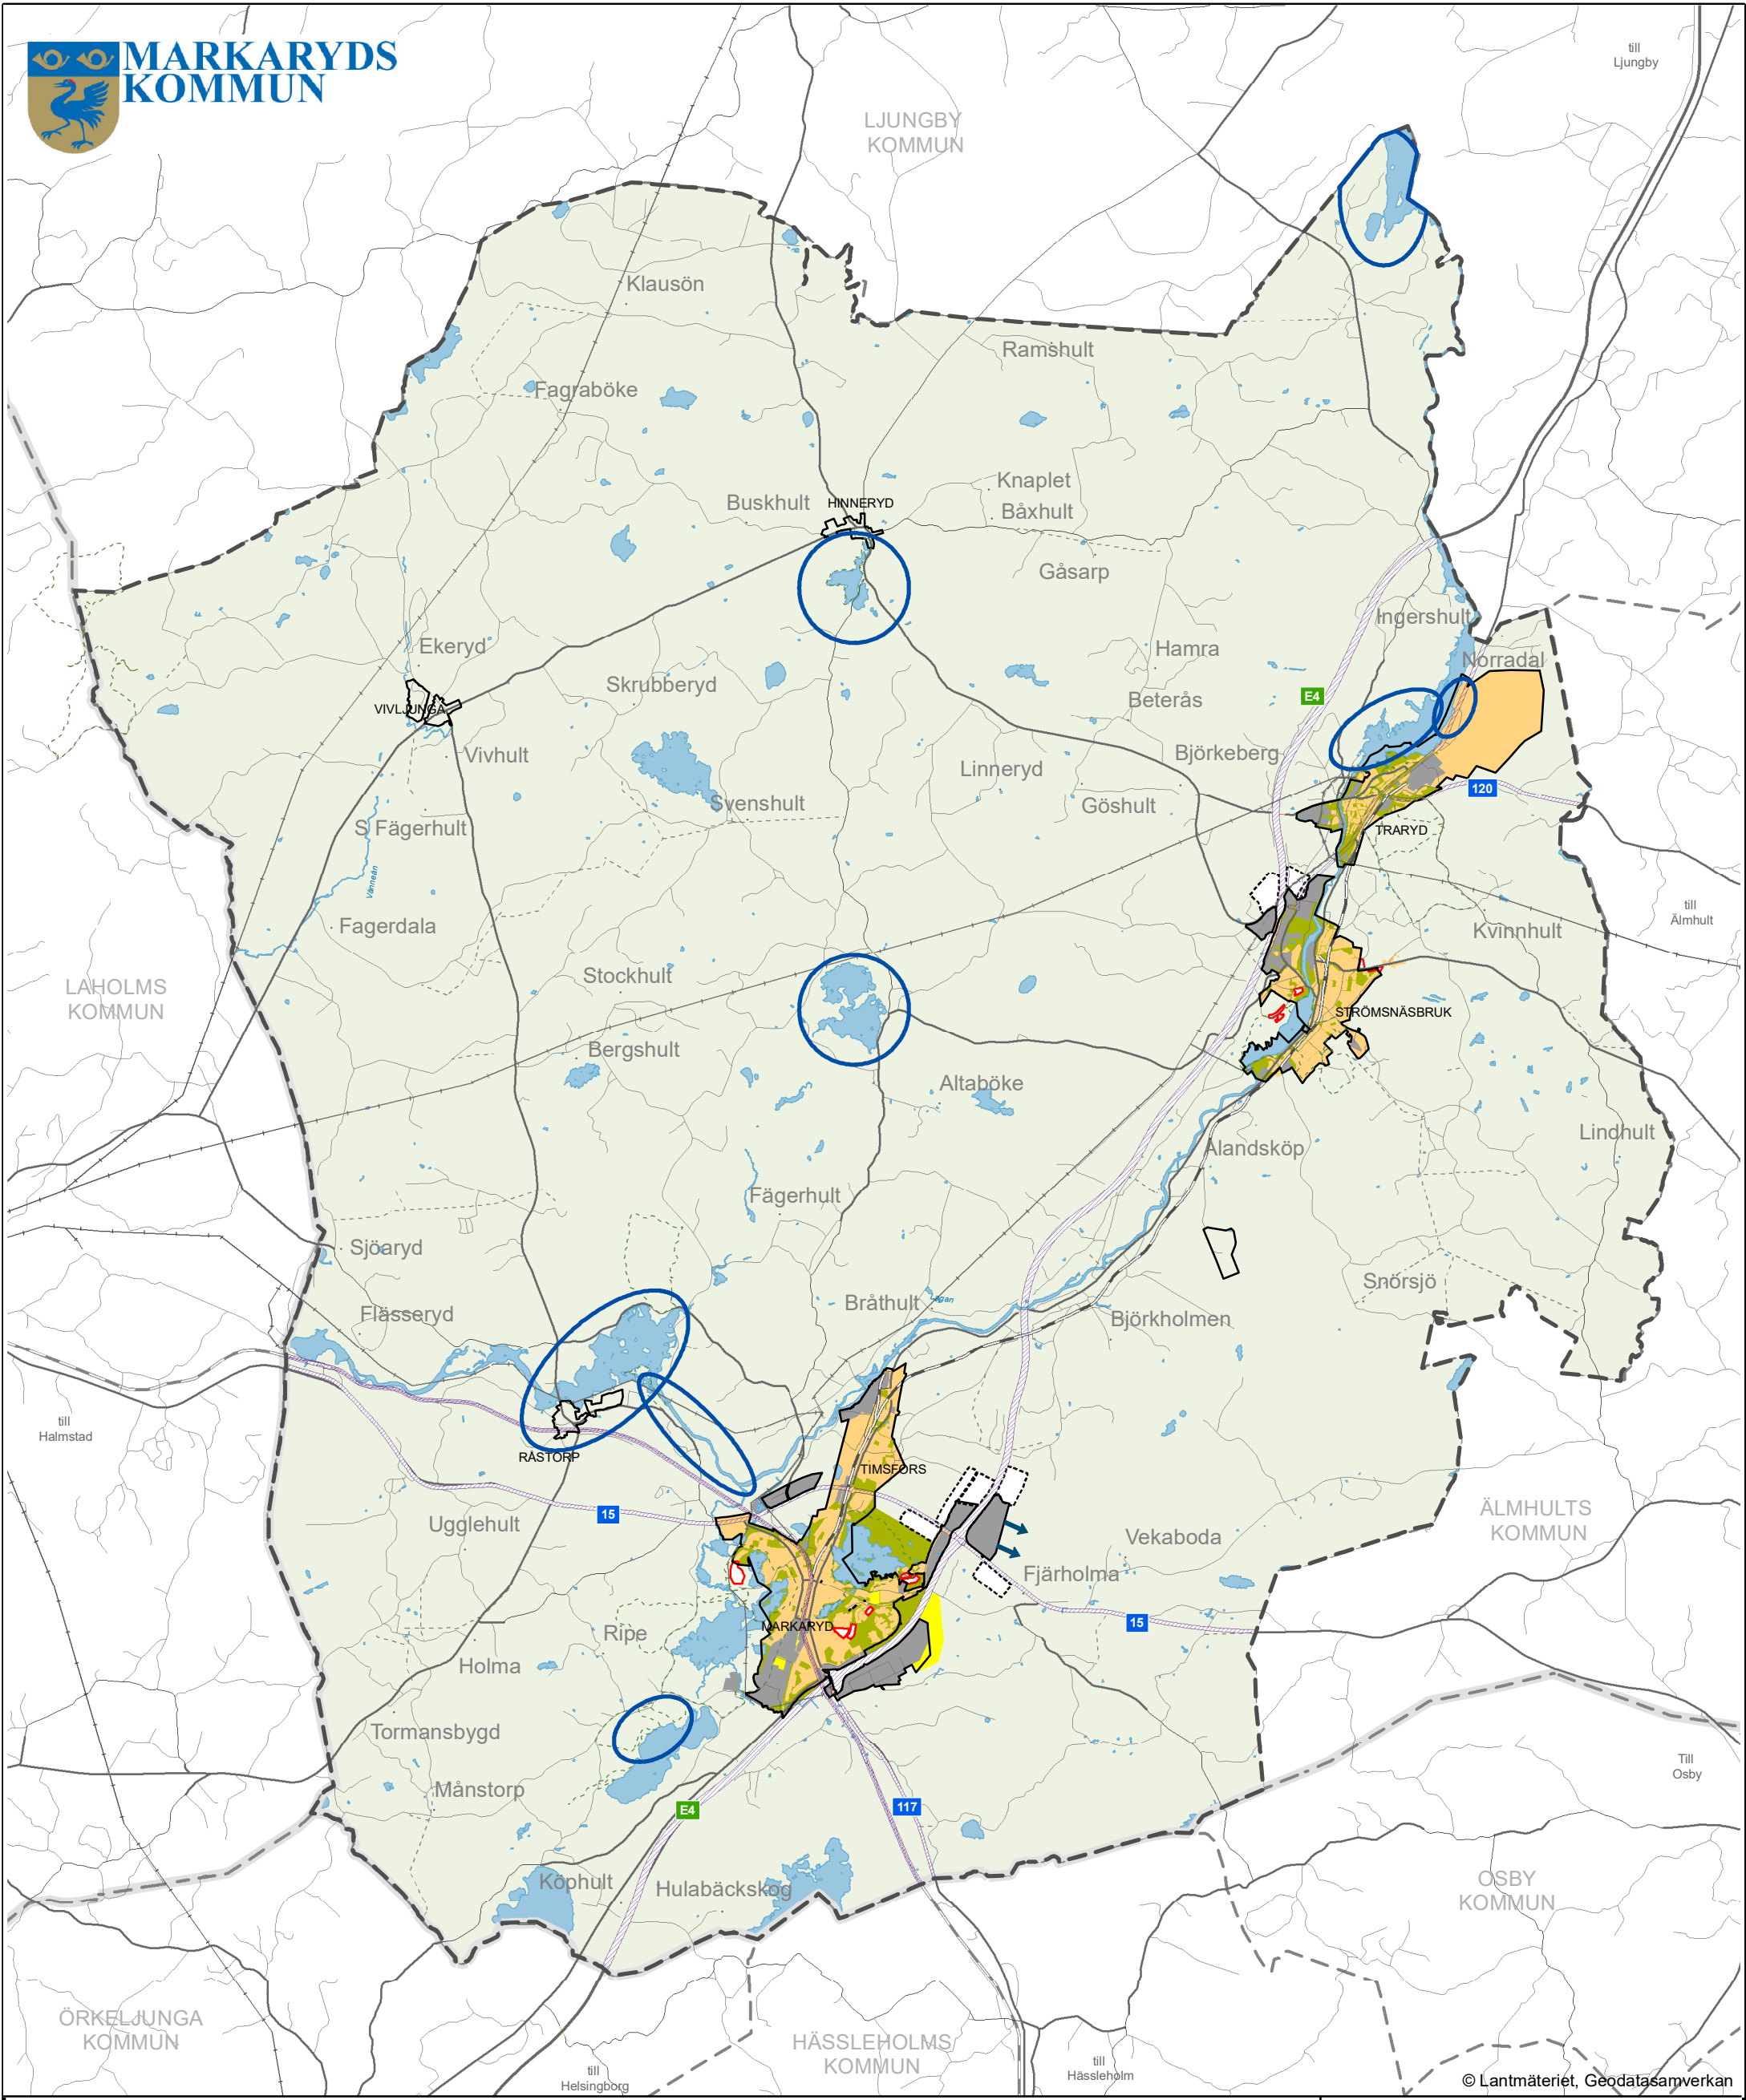 MARKARYDS
KOMMUN
till
Ljungby
LJUNGBY
KOMMUN
Klausön
Ramshult
Fagraböke
Knaplet
Buskhult
HINNERYD
Båxhult
Gåsarp
Ingershult
Ekeryd
Hamra
Norradal
Skrubberyd
E4
Beterås
VIVLJUNGA
Vivhult
Björkeberg
Linneryd
120
Svenshult
Göshult
S Fägerhult
TRARYD
Vänneån
till
Älmhult
Fagerdala
Kvinnhult
Stockhult
LAHOLMS
KOMMUN
STRÖMSNÄSBRUK
Bergshult
Altaböke
Lindhult
Ålandsköp
Fägerhult
Sjöaryd
Snörsjö
Lagan
Bråthult
Flässeryd
Björkholmen
till
Halmstad
RÅSTORP
TIMSFORS
15
Ugglehult
ÄLMHULTS
KOMMUN
Vekaboda
Fjärholma
15
MARKARYD
Ripe
Holma
Tormansbygd
Till
Osby
Månstorp
E4
117
Köphult
Hulabäckskog
OSBY
KOMMUN
ÖRKELJUNGA
KOMMUN
HÄSSLEHOLMS
KOMMUN
till
Helsingborg
till
Hässleholm
© Lantmäteriet, Geodatasamverkan